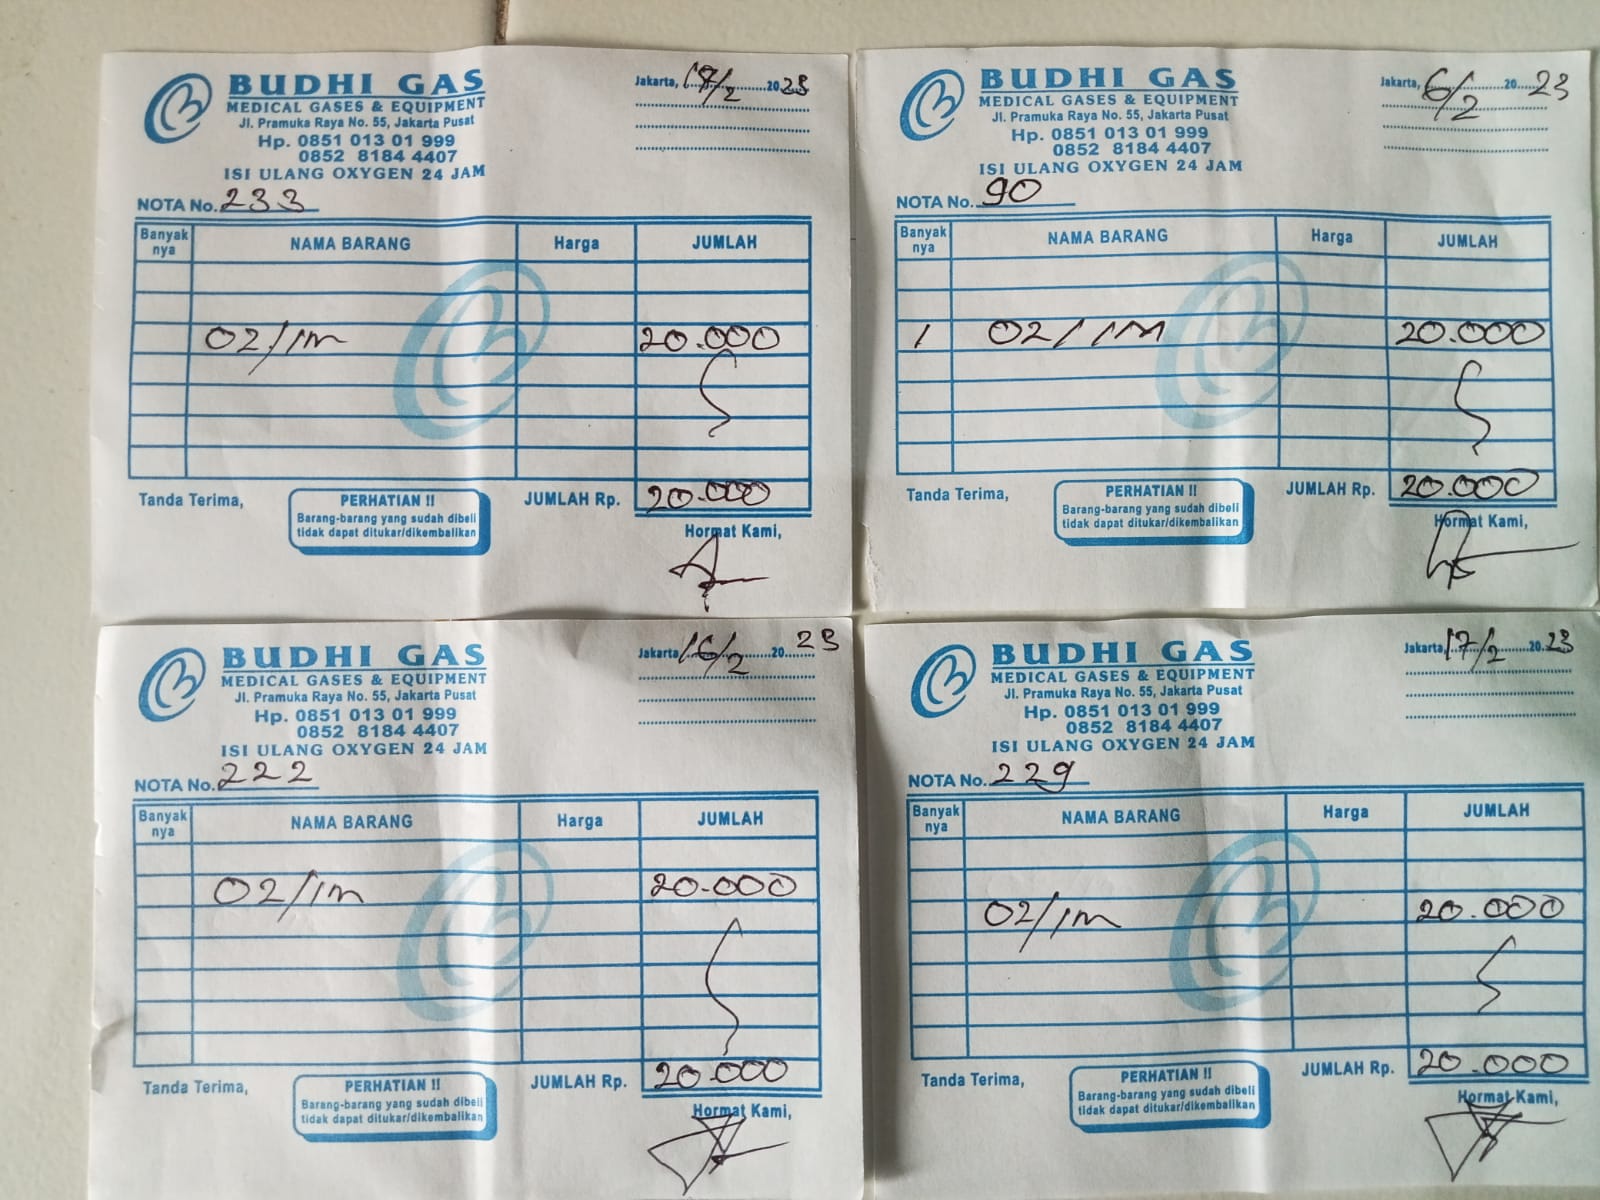 BUDHI GAS
MEDICAL GASES & EQUIPMENT
Jl. Pramuka Raya No. 55, Jakarta Pusat
Hp. 0851 013 01 999
0852 8184 4407
ISI ULANG OXYGEN 24 JAM
Jakarta, 17/2 2023
NOTA No. 233
Banyak nya NAMA BARANG Harga JUMLAH
O2/1m 20.000
Tanda Terima, PERHATIAN !! JUMLAH Rp. 20.000
Barang-barang yang sudah dibeli
tidak dapat ditukar/dikembalikan
Hormat Kami,
BUDHI GAS
MEDICAL GASES & EQUIPMENT
Jl. Pramuka Raya No. 55, Jakarta Pusat
Hp. 0851 013 01 999
0852 8184 4407
ISI ULANG OXYGEN 24 JAM
Jakarta, 6/2 20 23
NOTA No. 90
Banyak nya NAMA BARANG Harga JUMLAH
1 O2/1M 20.000
Tanda Terima, PERHATIAN !! JUMLAH Rp. 20.000
Barang-barang yang sudah dibeli
tidak dapat ditukar/dikembalikan
Hormat Kami,
BUDHI GAS
MEDICAL GASES & EQUIPMENT
Jl. Pramuka Raya No. 55, Jakarta Pusat
Hp. 0851 013 01 999
0852 8184 4407
ISI ULANG OXYGEN 24 JAM
Jakarta, 16/2 20 23
NOTA No. 222
Banyak nya NAMA BARANG Harga JUMLAH
O2/1m 20.000
Tanda Terima, PERHATIAN !! JUMLAH Rp. 20.000
Barang-barang yang sudah dibeli
tidak dapat ditukar/dikembalikan
Hormat Kami,
BUDHI GAS
MEDICAL GASES & EQUIPMENT
Jl. Pramuka Raya No. 55, Jakarta Pusat
Hp. 0851 013 01 999
0852 8184 4407
ISI ULANG OXYGEN 24 JAM
Jakarta, 17/2 2023
NOTA No. 229
Banyak nya NAMA BARANG Harga JUMLAH
O2/1m 20.000
Tanda Terima, PERHATIAN !! JUMLAH Rp. 20.000
Barang-barang yang sudah dibeli
tidak dapat ditukar/dikembalikan
Hormat Kami,